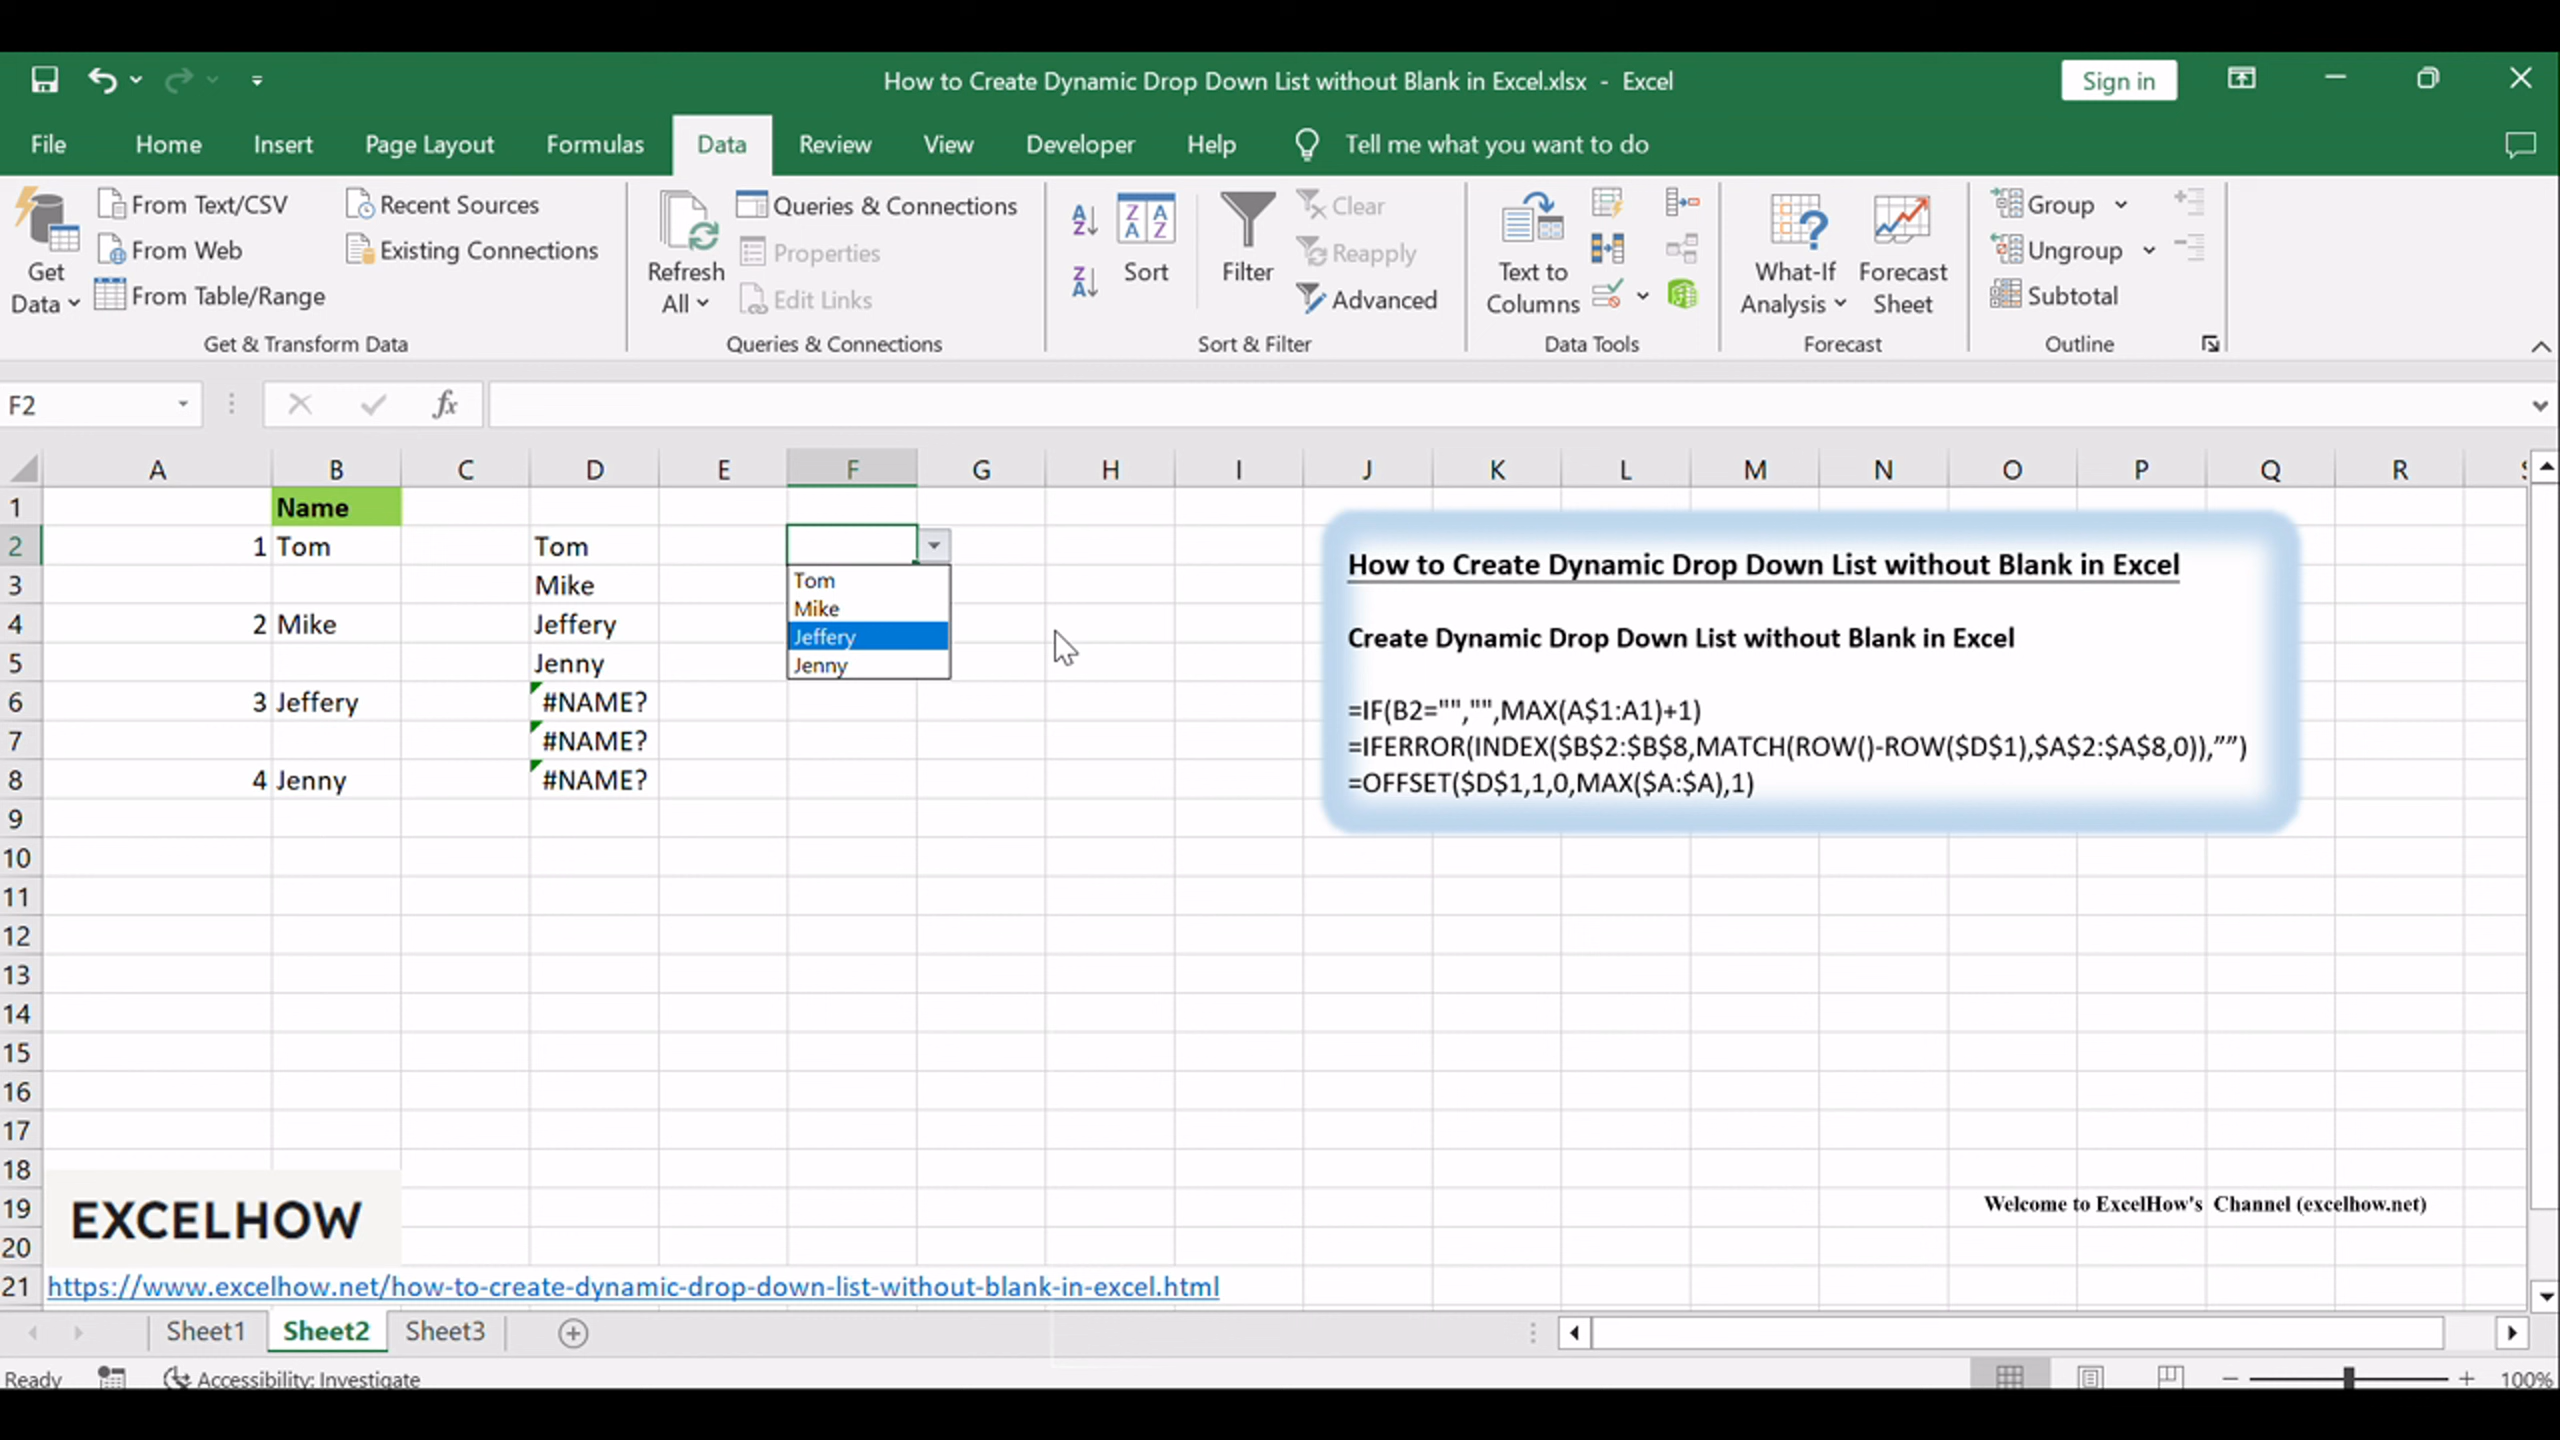 How to Create Dynamic Drop Down List without Blank in Excel.xlsx - Excel
Sign in
File Home Insert Page Layout Formulas Data Review View Developer Help Tell me what you want to do
Get Data
From Text/CSV
From Web
From Table/Range
Recent Sources
Existing Connections
Get & Transform Data
Refresh All
Queries & Connections
Properties
Edit Links
Queries & Connections
Sort
Filter
Clear
Reapply
Advanced
Sort & Filter
Text to Columns
Data Tools
What-If Analysis
Forecast Sheet
Forecast
Group
Ungroup
Subtotal
Outline
F2 fx
A B C D E F G H I J K L M N O P Q R
1 Name
2 1 Tom Tom
3 Mike
4 2 Mike Jeffery
5 Jenny
6 3 Jeffery #NAME?
7 #NAME?
8 4 Jenny #NAME?
Tom
Mike
Jeffery
Jenny
How to Create Dynamic Drop Down List without Blank in Excel
Create Dynamic Drop Down List without Blank in Excel
=IF(B2="","",MAX(A$1:A1)+1)
=IFERROR(INDEX($B$2:$B$8,MATCH(ROW()-ROW($D$1),$A$2:$A$8,0)),””)
=OFFSET($D$1,1,0,MAX($A:$A),1)
9
10
11
12
13
14
15
16
17
18
19
20
EXCELHOW
Welcome to ExcelHow's Channel (excelhow.net)
21 https://www.excelhow.net/how-to-create-dynamic-drop-down-list-without-blank-in-excel.html
Sheet1 Sheet2 Sheet3
Ready Accessibility: Investigate 100%